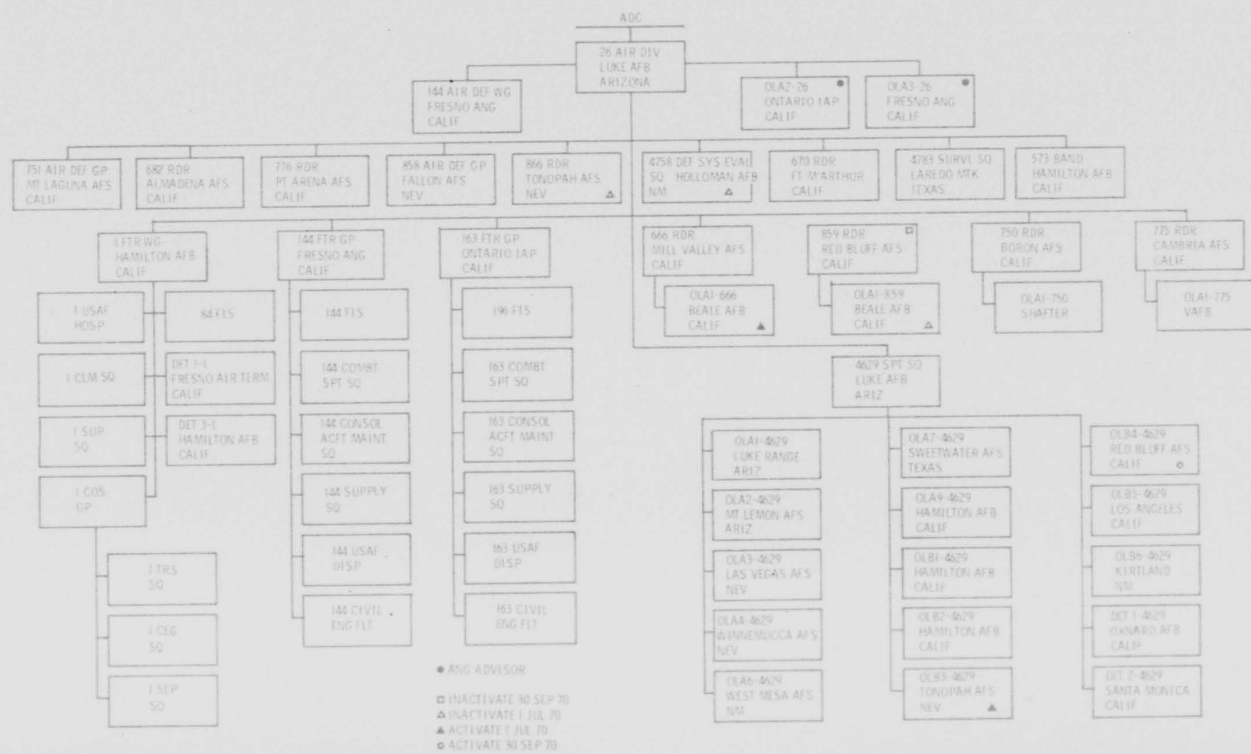 ADC
26 AIR DIV
LUKE AFB
ARIZONA
144 AIR DEF WG
FRESNO ANG
CALIF
OLA2-26
ONTARIO IAP
CALIF
OLA3-26
FRESNO ANG
CALIF
751 AIR DEF GP
MT LAGUNA AFS
CALIF
682 RDR
ALMADENA AFS
CALIF
776 RDR
PT ARENA AFS
CALIF
858 AIR DEF GP
FALLON AFS
NEV
866 RDR
TONOPAH AFS
NEV
4758 DEF SYS EVAL
SQ HOLLOMAN AFB
NM
670 RDR
FT M'ARTHUR
CALIF
4783 SURVL SQ
LAREDO MTK
TEXAS
573 BAND
HAMILTON AFB
CALIF
1 FTR WG
HAMILTON AFB
CALIF
144 FTR GP
FRESNO ANG
CALIF
163 FTR GP
ONTARIO IAP
CALIF
666 RDR
MILL VALLEY AFS
CALIF
859 RDR
RED BLUFF AFS
CALIF
750 RDR
BORON AFS
CALIF
775 RDR
CAMBRIA AFS
CALIF
OLA1-666
BEALE AFB
CALIF
OLA1-859
BEALE AFB
CALIF
OLA1-750
SHAFTER
OLA1-775
VAFB
1 USAF
HOSP
84 FIS
1 CLM SQ
DET 1-1
FRESNO AIR TERM
CALIF
1 SUP
SQ
DET 3-1
HAMILTON AFB
CALIF
1 COS
GP
1 TRS
SQ
1 CEG
SQ
1 SEP
SQ
144 FIS
144 COMBT
SPT SQ
144 CONSOL
ACFT MAINT
SQ
144 SUPPLY
SQ
144 USAF
DISP
144 CIVIL
ENG FLT
196 FIS
163 COMBT
SPT SQ
163 CONSOL
ACFT MAINT
SQ
163 SUPPLY
SQ
163 USAF
DISP
163 CIVIL
ENG FLT
4629 SPT SQ
LUKE AFB
ARIZ
OLA1-4629
LUKE RANGE
ARIZ
OLA2-4629
MT LEMON AFS
ARIZ
OLA3-4629
LAS VEGAS AFS
NEV
OLA4-4629
WINNEMUCCA AFS
NEV
OLA6-4629
WEST MESA AFS
NM
OLA7-4629
SWEETWATER AFS
TEXAS
OLA9-4629
HAMILTON AFB
CALIF
OLB1-4629
HAMILTON AFB
CALIF
OLB2-4629
HAMILTON AFB
CALIF
OLB3-4629
TONOPAH AFS
NEV
OLB4-4629
RED BLUFF AFS
CALIF
OLB5-4629
LOS ANGELES
CALIF
OLB6-4629
KIRTLAND
NM
DET 1-4629
OXNARD AFB
CALIF
DET 2-4629
SANTA MONICA
CALIF
ANG ADVISOR
INACTIVATE 30 SEP 70
INACTIVATE 1 JUL 70
ACTIVATE 1 JUL 70
ACTIVATE 30 SEP 70